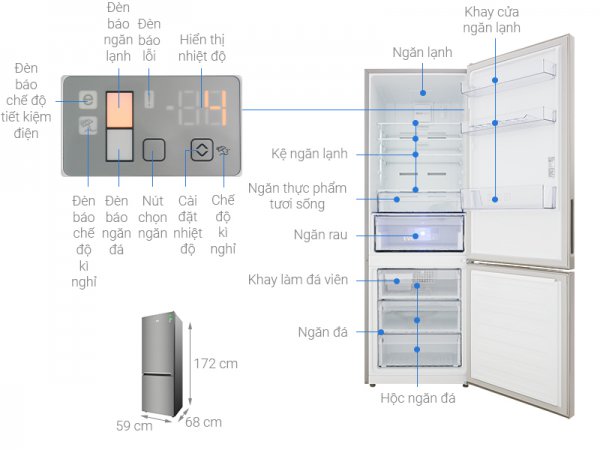 Đèn
báo
ngăn
lạnh
Đèn
báo
lỗi
Hiển thị
nhiệt độ
Đèn
báo
chế độ
tiết kiệm
điện
e
-4
Đèn
báo
chế
độ
kì
nghỉ
Đèn
báo
ngăn
đá
Nút
chọn
ngăn
Cài
đặt
nhiệt
độ
Chế
độ
kì
nghỉ
Khay cửa
ngăn lạnh
Ngăn lạnh
Kệ ngăn lạnh
Ngăn thực phẩm
tươi sống
Ngăn rau
Khay làm đá viên
Ngăn đá
Hộc ngăn đá
172 cm
59 cm
68 cm